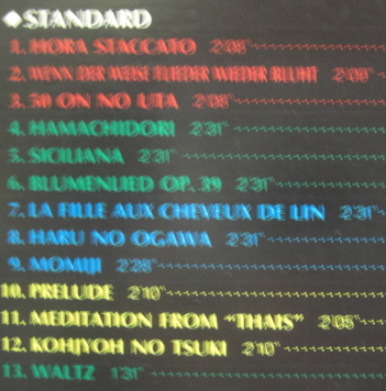 ◆STANDARD
1. HORA STACCATO 2'08"
2. WENN DER WEISE FLIEDER WIEDER BLUHT 2'09"
3. 50 ON NO UTA 2'08"
4. HAMACHIDORI 2'31"
5. SICILIANA 2'31"
6. BLUMENLIED OP. 39 2'31"
7. LA FILLE AUX CHEVEUX DE LIN 2'31"
8. HARU NO OGAWA 2'31"
9. MOMIJI 2'28"
10. PRELUDE 2'10"
11. MEDITATION FROM "THAIS" 2'05"
12. KOHJYOH NO TSUKI 2'10"
13. WALTZ 1'31"